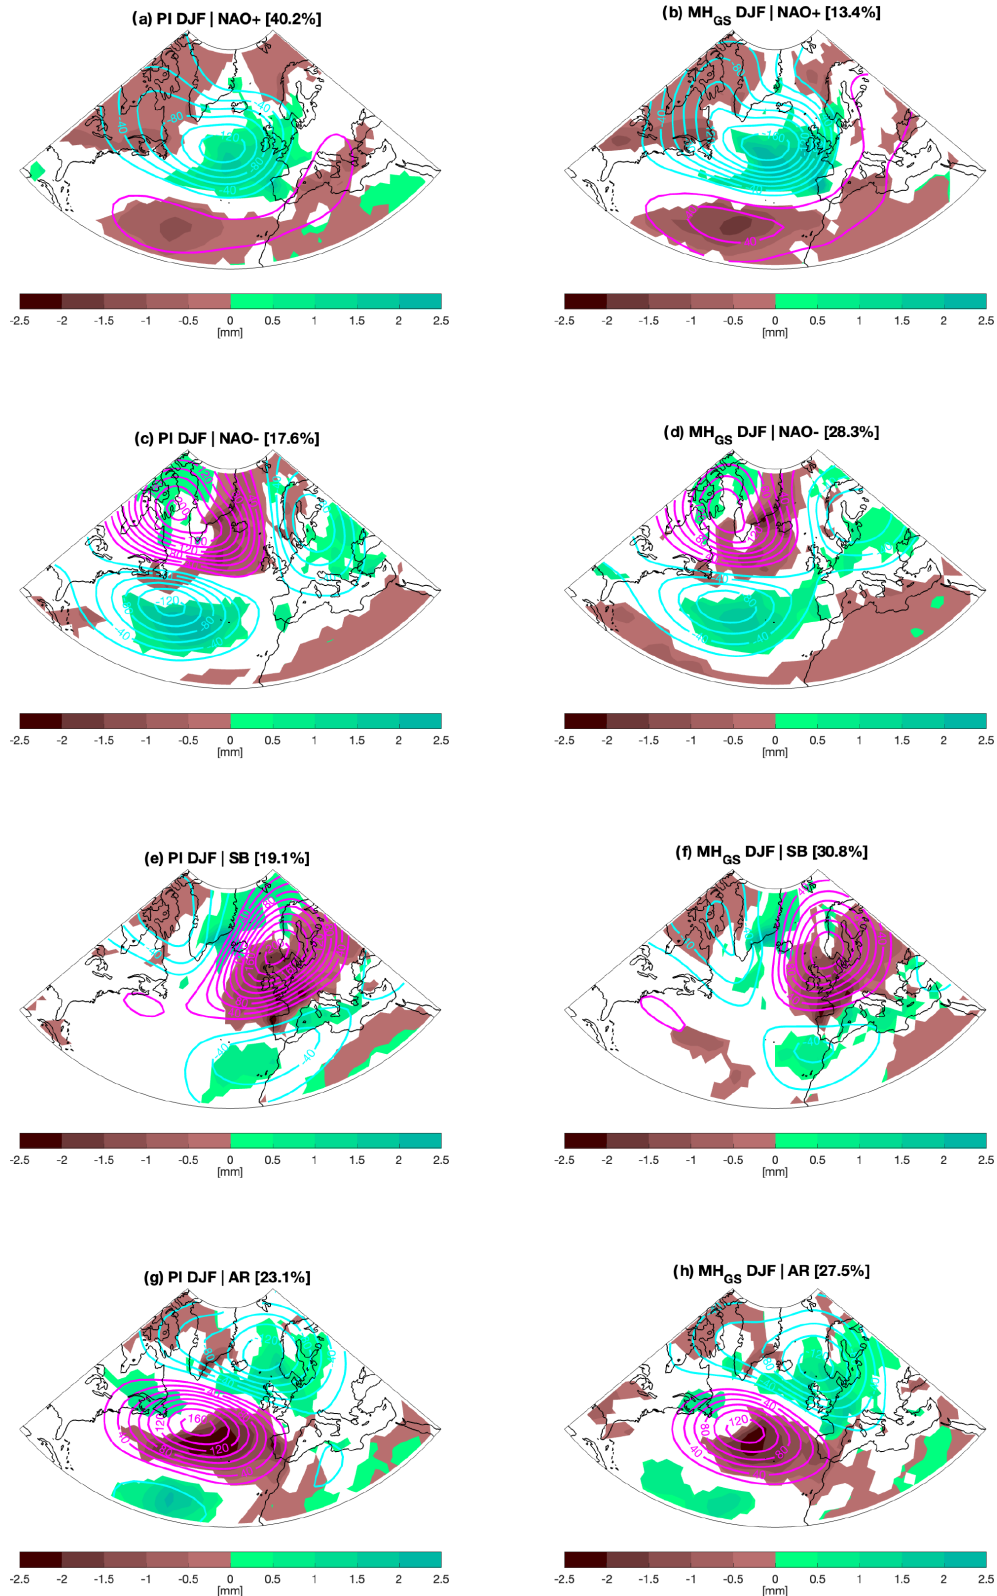 (a) PI DJF | NAO+ [40.2%]
(b) MH_GS DJF | NAO+ [13.4%]
-2.5 -2 -1.5 -1 -0.5 0 0.5 1 1.5 2 2.5
[mm]
-2.5 -2 -1.5 -1 -0.5 0 0.5 1 1.5 2 2.5
[mm]
(c) PI DJF | NAO- [17.6%]
(d) MH_GS DJF | NAO- [28.3%]
-2.5 -2 -1.5 -1 -0.5 0 0.5 1 1.5 2 2.5
[mm]
-2.5 -2 -1.5 -1 -0.5 0 0.5 1 1.5 2 2.5
[mm]
(e) PI DJF | SB [19.1%]
(f) MH_GS DJF | SB [30.8%]
-2.5 -2 -1.5 -1 -0.5 0 0.5 1 1.5 2 2.5
[mm]
-2.5 -2 -1.5 -1 -0.5 0 0.5 1 1.5 2 2.5
[mm]
(g) PI DJF | AR [23.1%]
(h) MH_GS DJF | AR [27.5%]
160
120
-2.5 -2 -1.5 -1 -0.5 0 0.5 1 1.5 2 2.5
[mm]
120
-2.5 -2 -1.5 -1 -0.5 0 0.5 1 1.5 2 2.5
[mm]